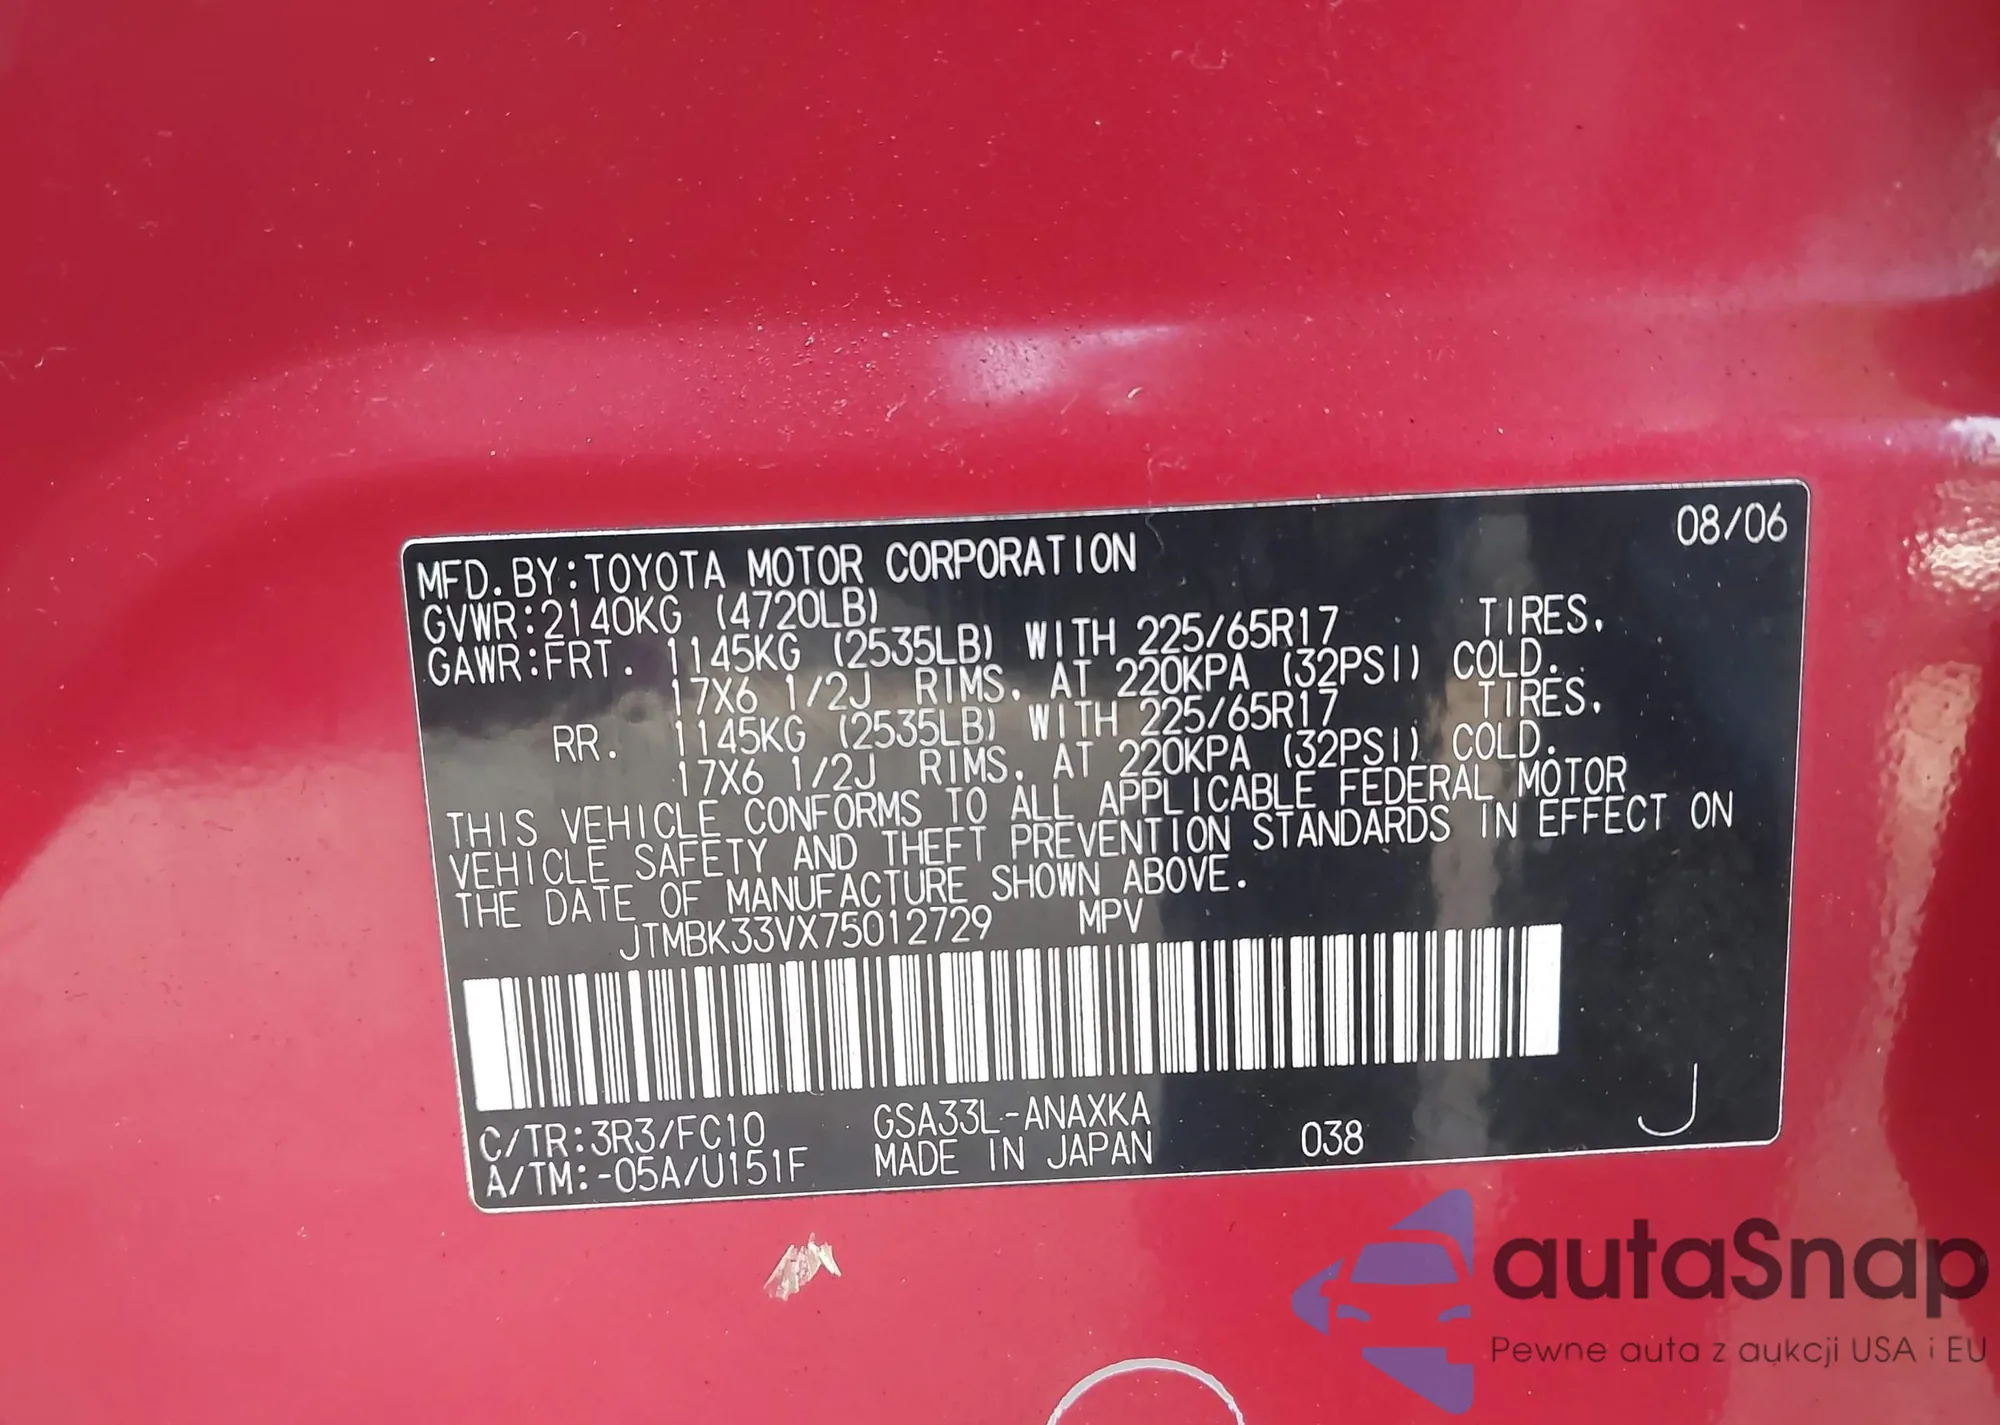 08/06
MFD. BY:TOYOTA MOTOR CORPORATION
GVWR:2140KG (4720LB)
GAWR:FRT. 1145KG (2535LB) WITH 225/65R17 TIRES.
17X6 1/2J RIMS. AT 220KPA (32PSI) COLD.
RR. 1145KG (2535LB) WITH 225/65R17 TIRES.
17X6 1/2J RIMS. AT 220KPA (32PSI) COLD.
THIS VEHICLE CONFORMS TO ALL APPLICABLE FEDERAL MOTOR
VEHICLE SAFETY AND THEFT PREVENTION STANDARDS IN EFFECT ON
THE DATE OF MANUFACTURE SHOWN ABOVE.
JTMBK33VX75012729 MPV
C/TR:3R3/FC10 GSA33L-ANAXKA
A/TM:-05A/U151F MADE IN JAPAN 038 J
autaSnap
Pewne auta z aukcji USA i EU